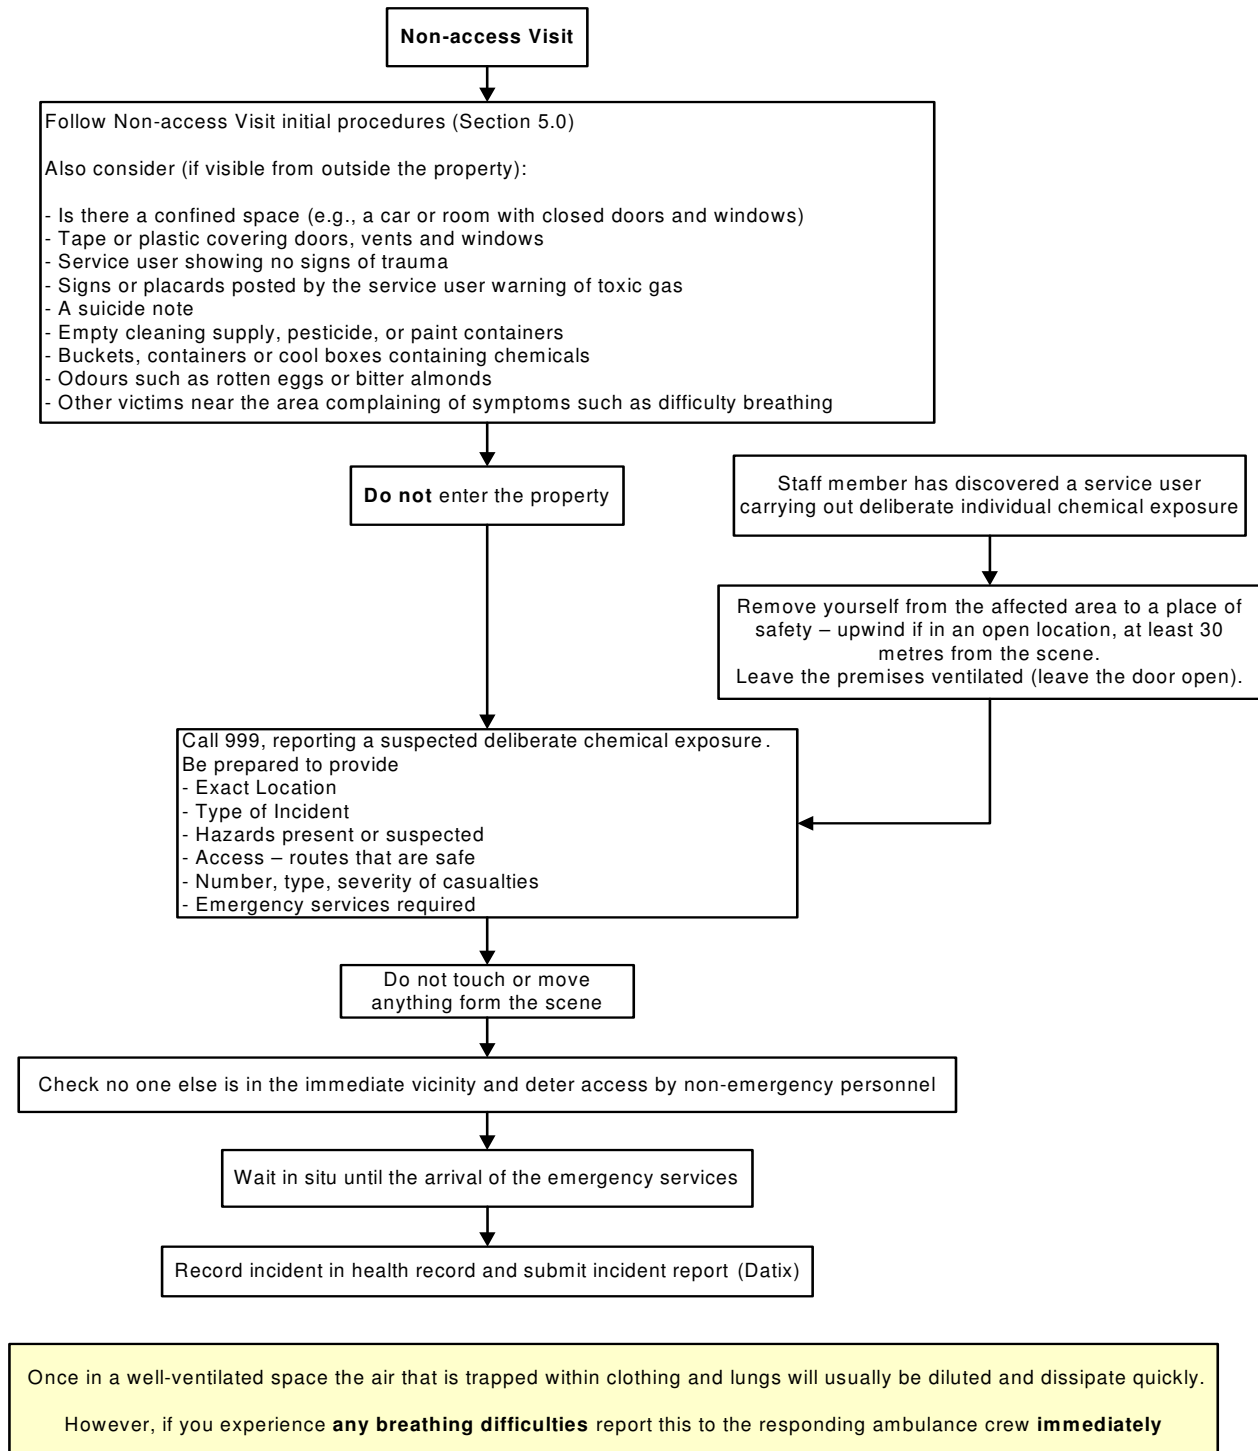 Non-access Visit
Follow Non-access Visit initial procedures (Section 5.0)
Also consider (if visible from outside the property):
- Is there a confined space (e.g., a car or room with closed doors and windows)
- Tape or plastic covering doors, vents and windows
- Service user showing no signs of trauma
- Signs or placards posted by the service user warning of toxic gas
- A suicide note
- Empty cleaning supply, pesticide, or paint containers
- Buckets, containers or cool boxes containing chemicals
- Odours such as rotten eggs or bitter almonds
- Other victims near the area complaining of symptoms such as difficulty breathing
Do not enter the property
Staff member has discovered a service user
carrying out deliberate individual chemical exposure
Remove yourself from the affected area to a place of
safety – upwind if in an open location, at least 30
metres from the scene.
Leave the premises ventilated (leave the door open).
Call 999, reporting a suspected deliberate chemical exposure.
Be prepared to provide
- Exact Location
- Type of Incident
- Hazards present or suspected
- Access – routes that are safe
- Number, type, severity of casualties
- Emergency services required
Do not touch or move
anything form the scene
Check no one else is in the immediate vicinity and deter access by non-emergency personnel
Wait in situ until the arrival of the emergency services
Record incident in health record and submit incident report (Datix)
Once in a well-ventilated space the air that is trapped within clothing and lungs will usually be diluted and dissipate quickly.
However, if you experience any breathing difficulties report this to the responding ambulance crew immediately